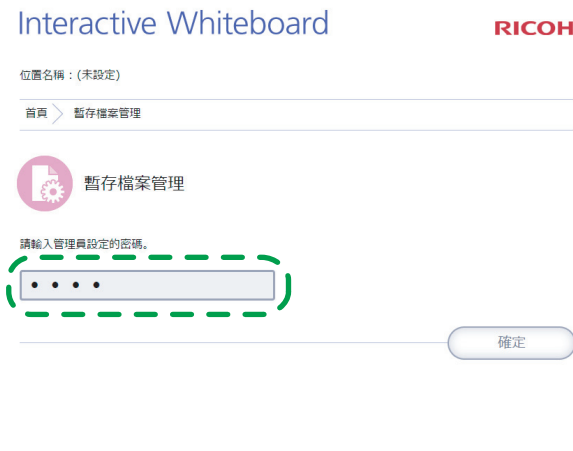 Interactive Whiteboard
RICOH
位置名稱：(未設定)
首頁 暫存檔案管理
暫存檔案管理
請輸入管理員設定的密碼。
• • • •
確定